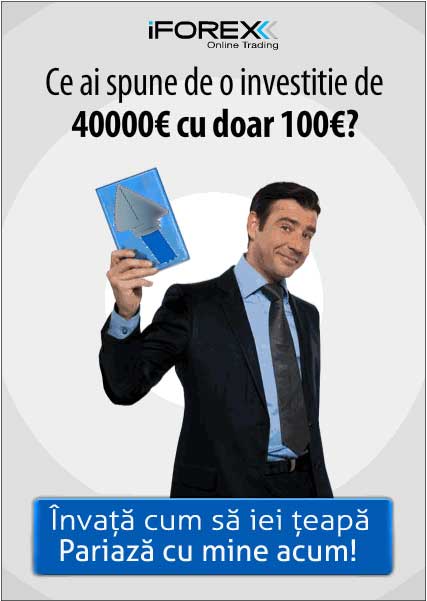 iFOREX
Online Trading
Ce ai spune de o investitie de
40000€ cu doar 100€?
Învață cum să iei țeapă
Pariază cu mine acum!